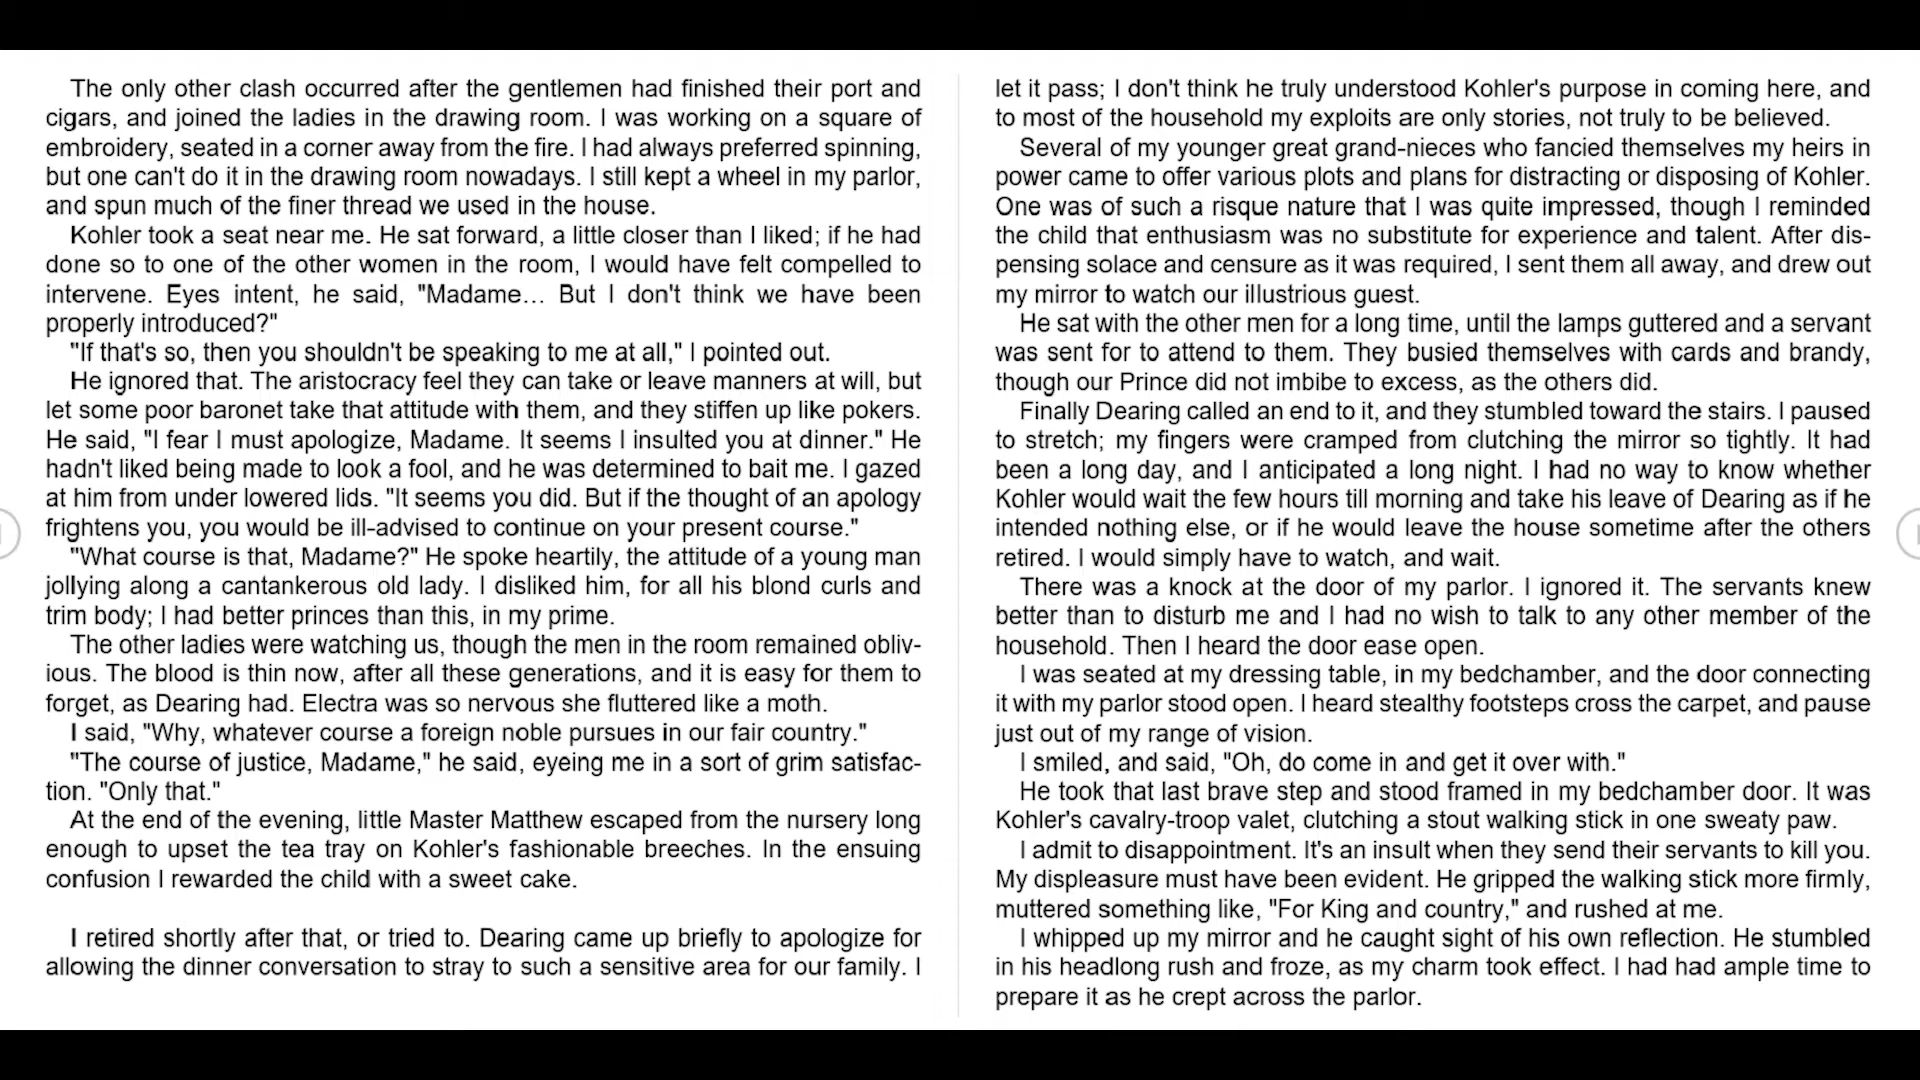 The only other clash occurred after the gentlemen had finished their port and
cigars, and joined the ladies in the drawing room. I was working on a square of
embroidery, seated in a corner away from the fire. I had always preferred spinning,
but one can't do it in the drawing room nowadays. I still kept a wheel in my parlor,
and spun much of the finer thread we used in the house.
Kohler took a seat near me. He sat forward, a little closer than I liked; if he had
done so to one of the other women in the room, I would have felt compelled to
intervene. Eyes intent, he said, "Madame... But I don't think we have been
properly introduced?"
"If that's so, then you shouldn't be speaking to me at all," I pointed out.
He ignored that. The aristocracy feel they can take or leave manners at will, but
let some poor baronet take that attitude with them, and they stiffen up like pokers.
He said, "I fear I must apologize, Madame. It seems I insulted you at dinner." He
hadn't liked being made to look a fool, and he was determined to bait me. I gazed
at him from under lowered lids. "It seems you did. But if the thought of an apology
frightens you, you would be ill-advised to continue on your present course."
"What course is that, Madame?" He spoke heartily, the attitude of a young man
jollying along a cantankerous old lady. I disliked him, for all his blond curls and
trim body; I had better princes than this, in my prime.
The other ladies were watching us, though the men in the room remained obliv-
ious. The blood is thin now, after all these generations, and it is easy for them to
forget, as Dearing had. Electra was so nervous she fluttered like a moth.
I said, "Why, whatever course a foreign noble pursues in our fair country."
"The course of justice, Madame," he said, eyeing me in a sort of grim satisfac-
tion. "Only that."
At the end of the evening, little Master Matthew escaped from the nursery long
enough to upset the tea tray on Kohler's fashionable breeches. In the ensuing
confusion I rewarded the child with a sweet cake.
I retired shortly after that, or tried to. Dearing came up briefly to apologize for
allowing the dinner conversation to stray to such a sensitive area for our family. I
let it pass; I don't think he truly understood Kohler's purpose in coming here, and
to most of the household my exploits are only stories, not truly to be believed.
Several of my younger great grand-nieces who fancied themselves my heirs in
power came to offer various plots and plans for distracting or disposing of Kohler.
One was of such a risque nature that I was quite impressed, though I reminded
the child that enthusiasm was no substitute for experience and talent. After dis-
pensing solace and censure as it was required, I sent them all away, and drew out
my mirror to watch our illustrious guest.
He sat with the other men for a long time, until the lamps guttered and a servant
was sent for to attend to them. They busied themselves with cards and brandy,
though our Prince did not imbibe to excess, as the others did.
Finally Dearing called an end to it, and they stumbled toward the stairs. I paused
to stretch; my fingers were cramped from clutching the mirror so tightly. It had
been a long day, and I anticipated a long night. I had no way to know whether
Kohler would wait the few hours till morning and take his leave of Dearing as if he
intended nothing else, or if he would leave the house sometime after the others
retired. I would simply have to watch, and wait.
There was a knock at the door of my parlor. I ignored it. The servants knew
better than to disturb me and I had no wish to talk to any other member of the
household. Then I heard the door ease open.
I was seated at my dressing table, in my bedchamber, and the door connecting
it with my parlor stood open. I heard stealthy footsteps cross the carpet, and pause
just out of my range of vision.
I smiled, and said, "Oh, do come in and get it over with."
He took that last brave step and stood framed in my bedchamber door. It was
Kohler's cavalry-troop valet, clutching a stout walking stick in one sweaty paw.
I admit to disappointment. It's an insult when they send their servants to kill you.
My displeasure must have been evident. He gripped the walking stick more firmly,
muttered something like, "For King and country," and rushed at me.
I whipped up my mirror and he caught sight of his own reflection. He stumbled
in his headlong rush and froze, as my charm took effect. I had had ample time to
prepare it as he crept across the parlor.